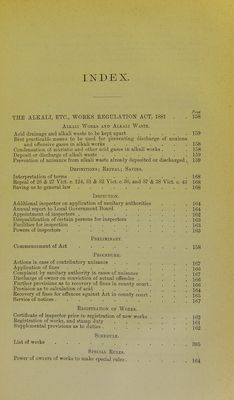 INDEX.
Page
THE ALKALI, ETC., WORKS REGULATION ACT, 1881 . . 158
Alkali Works and Alkali Waste.
Acid drainage and alkali waste to be kept apart . . . 159
Best practicable means to be used for preventing discharge of noxious
and offensive gases in alkali works . . . 158
Condensation of muriatic and other acid gases in alkali works . 158
Deposit or discharge of alkali waste . . . 159
Prevention of nuisance from alkali waste already deposited or discharged . 159
Definitions; Repeal; Saving.
Interpretation of terms . . . 168
Repeal of 26 & 27 Vict. c. 124, 31 & 32 Vict. c. 36, and 37 & 38 Vict. c. 43 168
Saving as to general law . . . 168
Inspection.
Additional inspector on application of sanitary authorities . . 164
Annual report to Local Government Board . . . 164
Appointment of inspectors . . . 162
Disqualification of certain persons for inspectors . . . 163
Facilities for inspection . . . 163
Powers of inspectors . . . 163
Preliminary.
Commencement of Act . . . 158
Procedure.
Actions in case of contributory nuisance . . . 167
Application of fines . . . 166
Complaint by sanitary authority in cases of nuisance . . . 167
Discharge of owner on conviction of actual offender . . . 166
Further provisions as to recovery of fines in county court . . 166
Provision as to calculation of acid . . . 164
Recovery of fines for offences against Act in county court . . 165
Service of notices . . . 167
Registration of Works.
Certificate of inspector prior to registration of new works . . 162
Registration of works, and stamp duty . . . 161
Supplemental provisions as to duties . . . 162
Schedule.
List of works . . . 395
Special Rules.
Power of owners of works to make special rules . . . 164